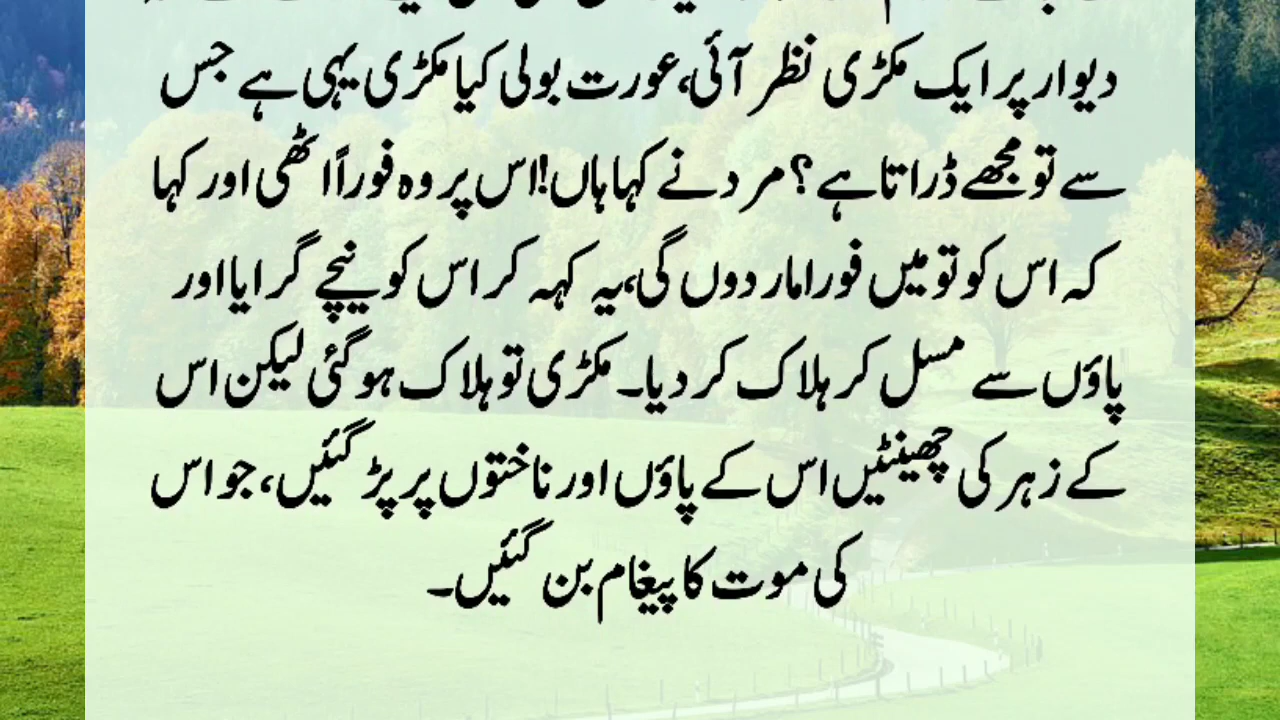 دیوار پر ایک مکڑی نظر آئی،عورت بولی کیا مکڑی یہی ہے جس
سے تو مجھے ڈراتا ہے؟ مرد نے کہا ہاں!اس پر وہ فوراً اٹھی اور کہا
کہ اس کو تو میں فورا مار دوں گی،یہ کہہ کر اس کو نیچے گرایا اور
پاؤں سے مسل کر ہلاک کر دیا۔ مکڑی تو ہلاک ہو گئی لیکن اس
کے زہر کی چھینٹیں اس کے پاؤں اور ناختوں پر پڑ گئیں، جو اس
کی موت کا پیغام بن گئیں۔